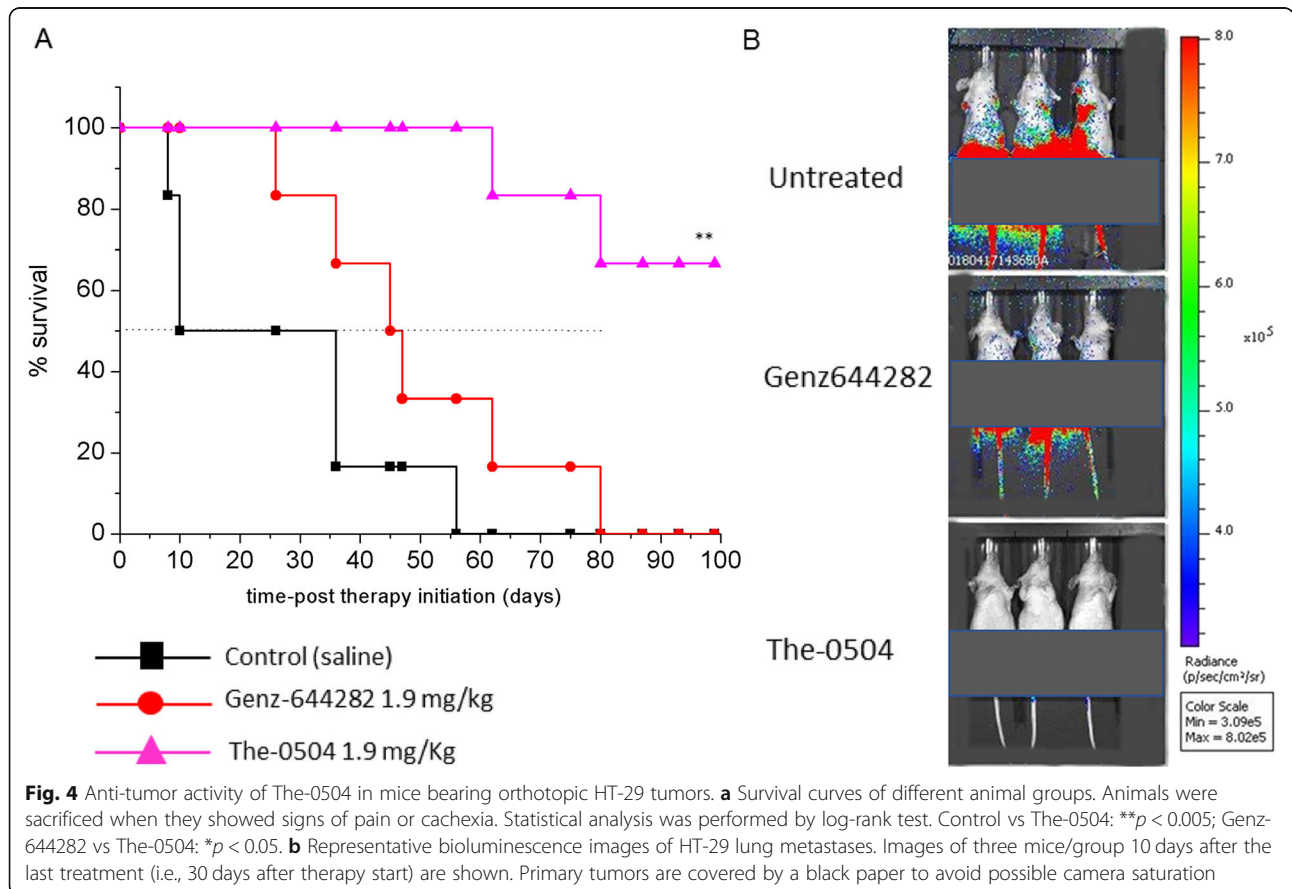 A
B
100
80
60
40
20
0
% survival
**
0 10 20 30 40 50 60 70 80 90 100
time-post therapy initiation (days)
Control (saline)
Genz-644282 1.9 mg/kg
The-0504 1.9 mg/Kg
Untreated
Genz644282
The-0504
0180417143650A
8.0
7.0
6.0
x10⁵
5.0
4.0
Radiance
(p/sec/cm²/sr)
Color Scale
Min = 3.09e5
Max = 8.02e5
Fig. 4 Anti-tumor activity of The-0504 in mice bearing orthotopic HT-29 tumors. a Survival curves of different animal groups. Animals were
sacrificed when they showed signs of pain or cachexia. Statistical analysis was performed by log-rank test. Control vs The-0504: **p < 0.005; Genz-
644282 vs The-0504: *p < 0.05. b Representative bioluminescence images of HT-29 lung metastases. Images of three mice/group 10 days after the
last treatment (i.e., 30 days after therapy start) are shown. Primary tumors are covered by a black paper to avoid possible camera saturation